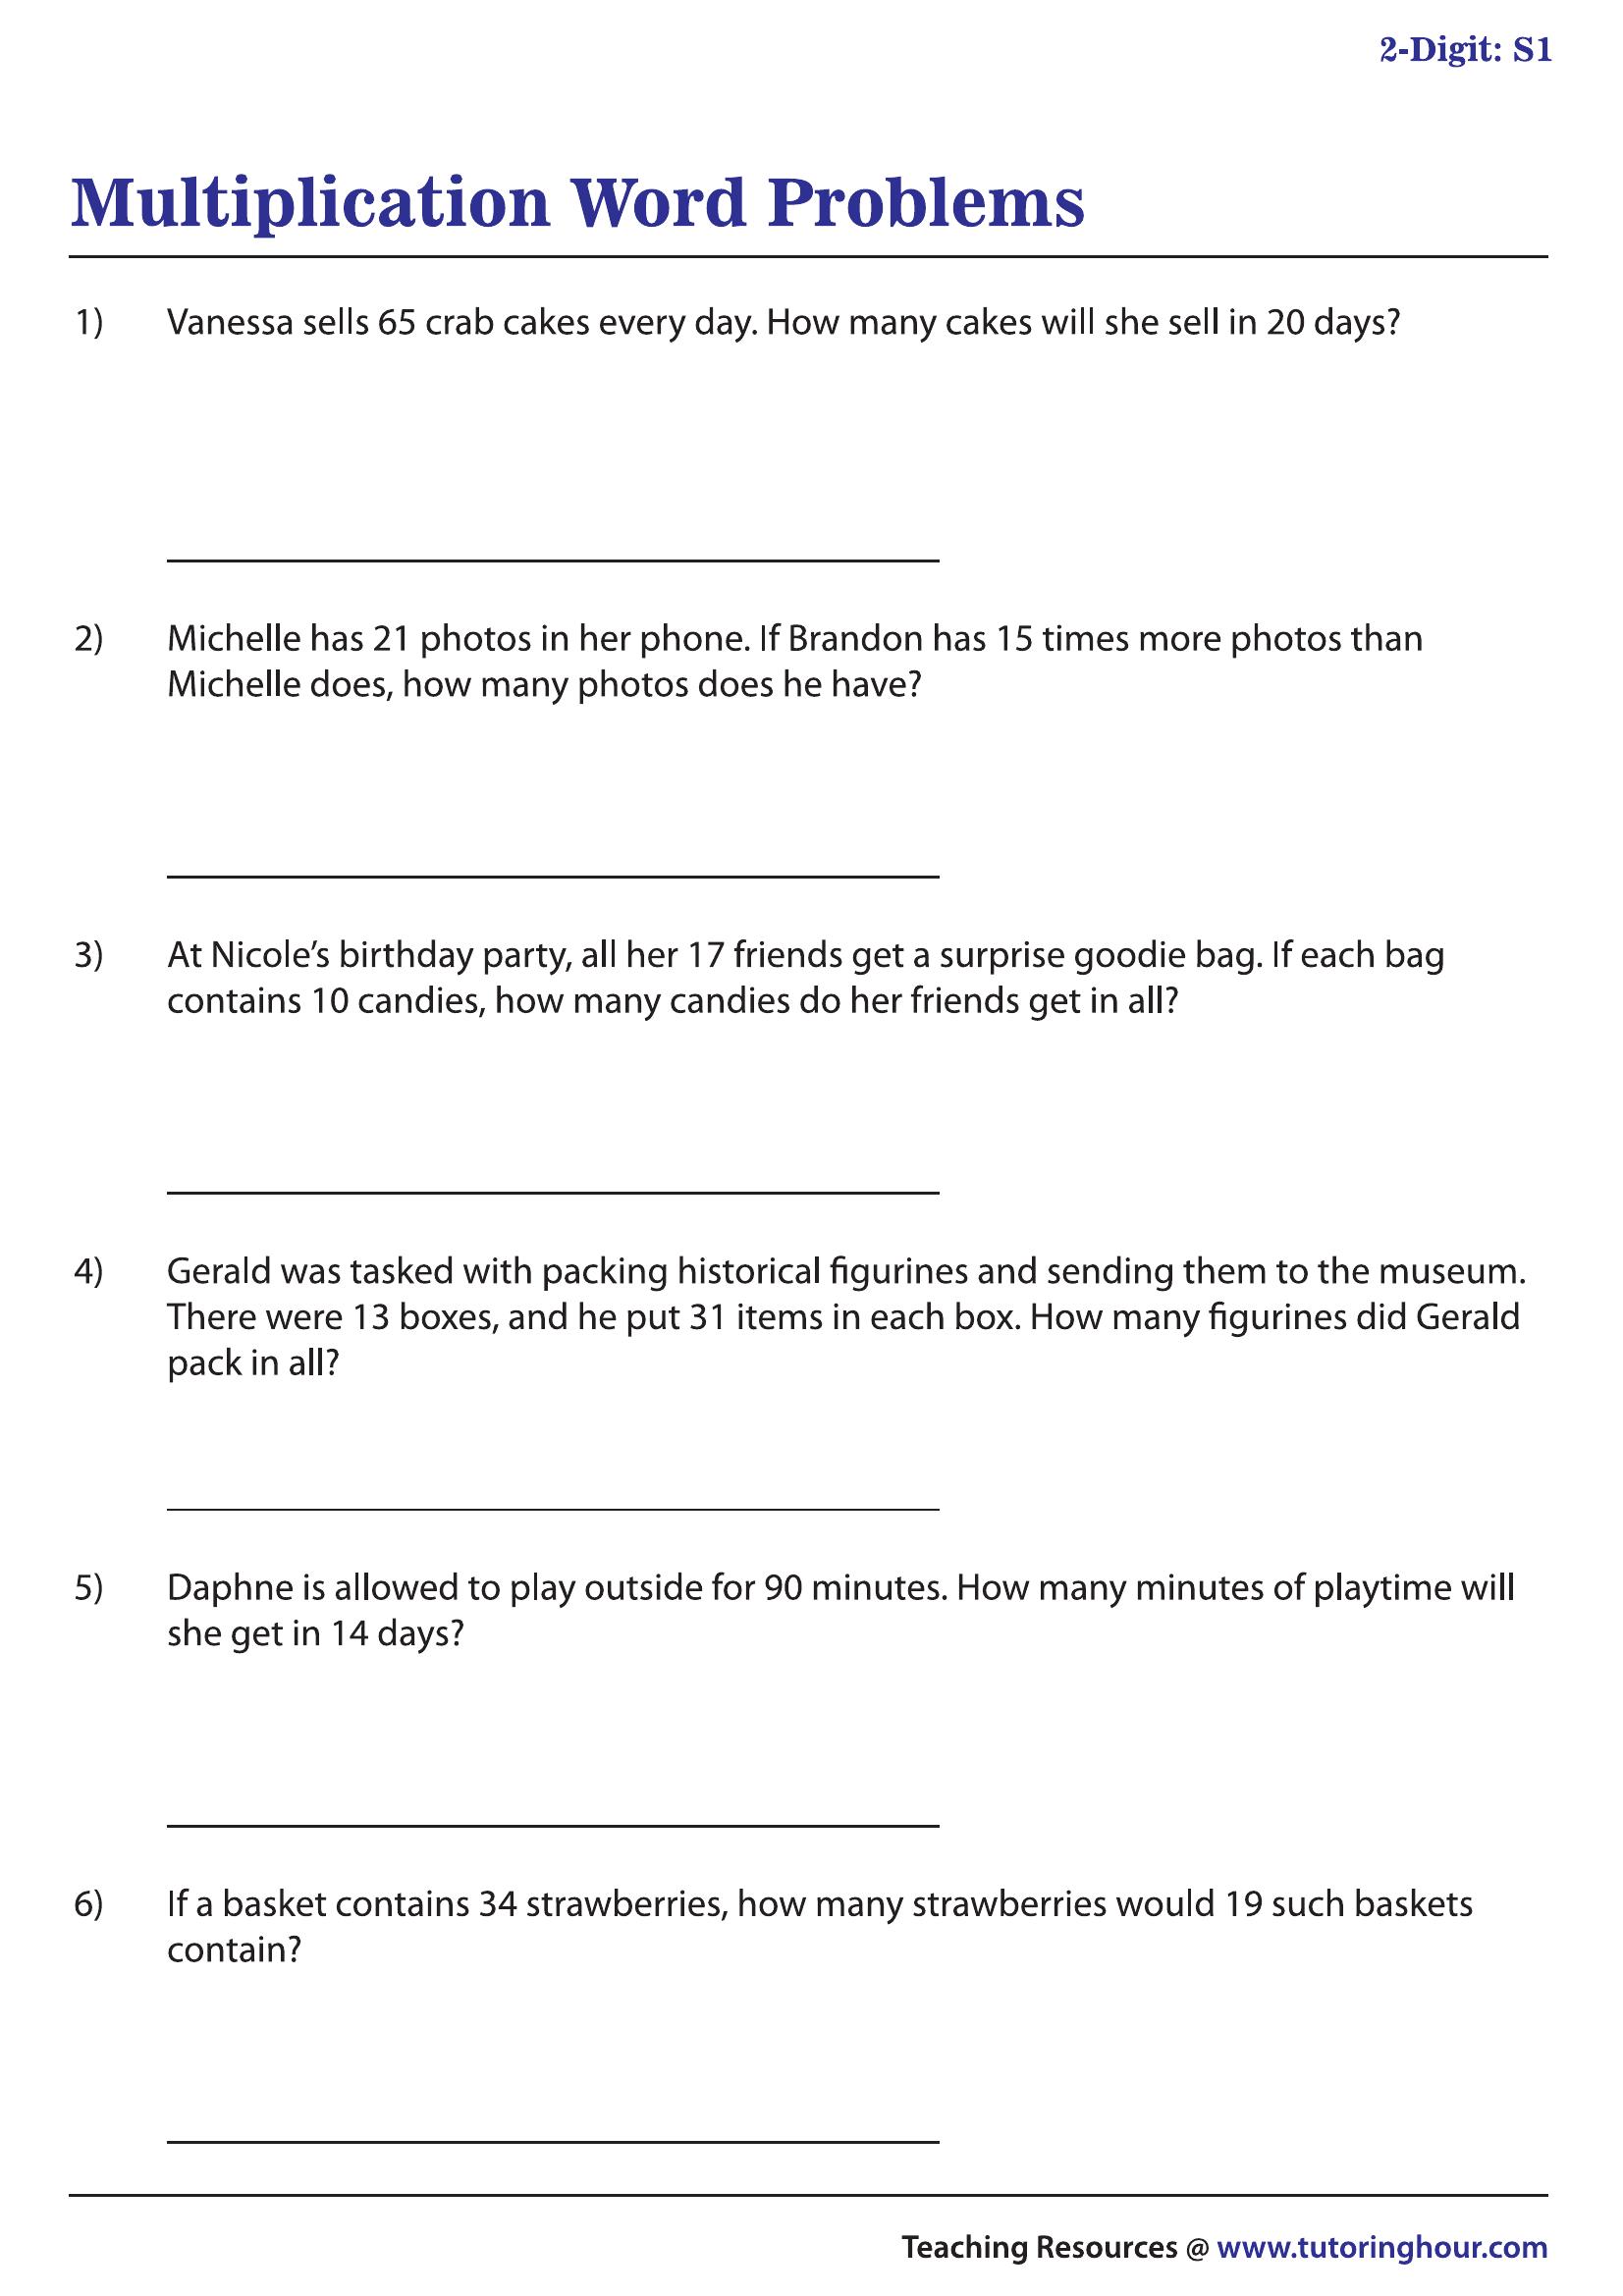 2-Digit: S1
Multiplication Word Problems
1) Vanessa sells 65 crab cakes every day. How many cakes will she sell in 20 days?
2) Michelle has 21 photos in her phone. If Brandon has 15 times more photos than
Michelle does, how many photos does he have?
3) At Nicole’s birthday party, all her 17 friends get a surprise goodie bag. If each bag
contains 10 candies, how many candies do her friends get in all?
4) Gerald was tasked with packing historical figurines and sending them to the museum.
There were 13 boxes, and he put 31 items in each box. How many figurines did Gerald
pack in all?
5) Daphne is allowed to play outside for 90 minutes. How many minutes of playtime will
she get in 14 days?
6) If a basket contains 34 strawberries, how many strawberries would 19 such baskets
contain?
Teaching Resources @ www.tutoringhour.com